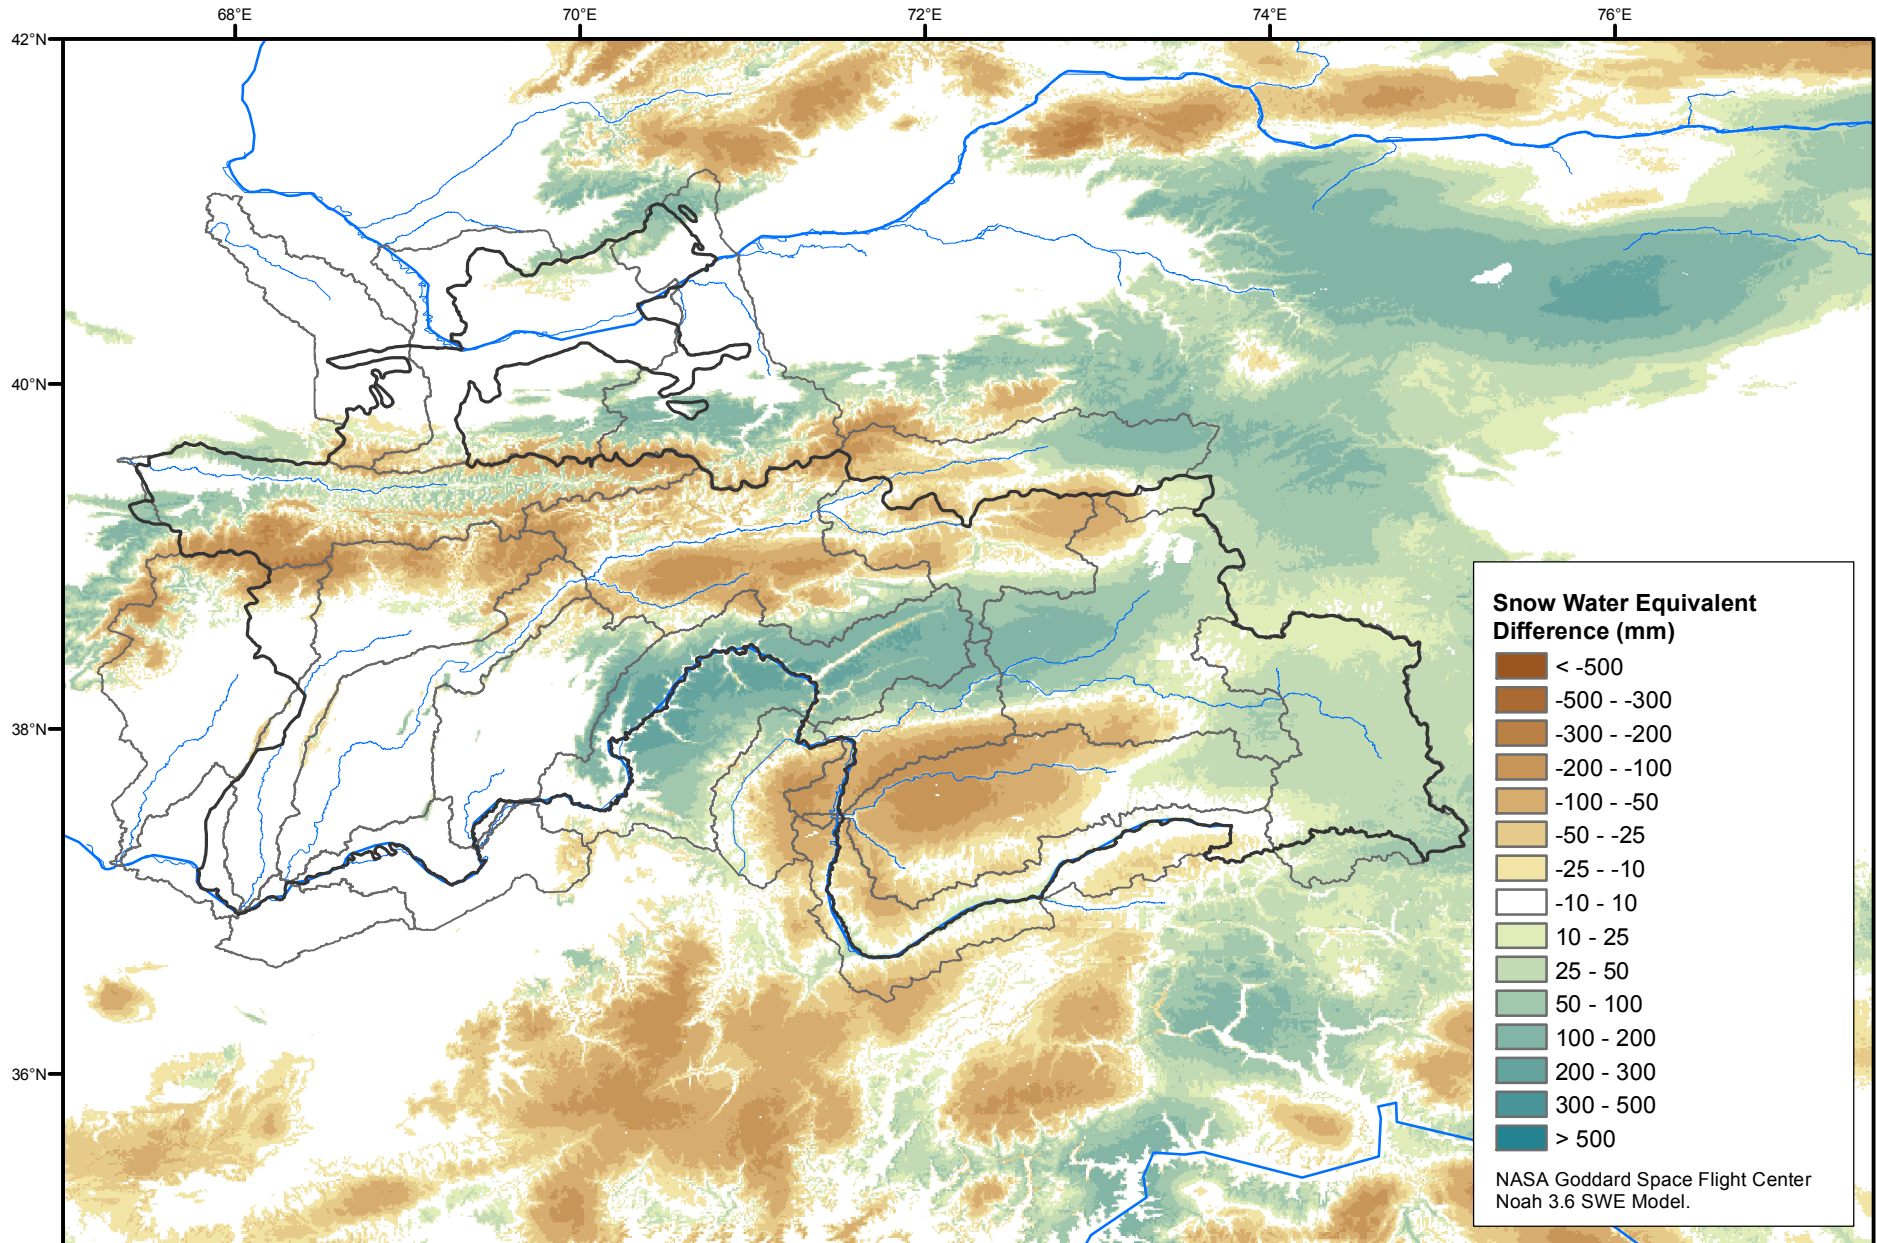 68°E 70°E 72°E 74°E 76°E
42°N
40°N
38°N
36°N
Snow Water Equivalent
Difference (mm)
< -500
-500 - -300
-300 - -200
-200 - -100
-100 - -50
-50 - -25
-25 - -10
-10 - 10
10 - 25
25 - 50
50 - 100
100 - 200
200 - 300
300 - 500
> 500
NASA Goddard Space Flight Center
Noah 3.6 SWE Model.